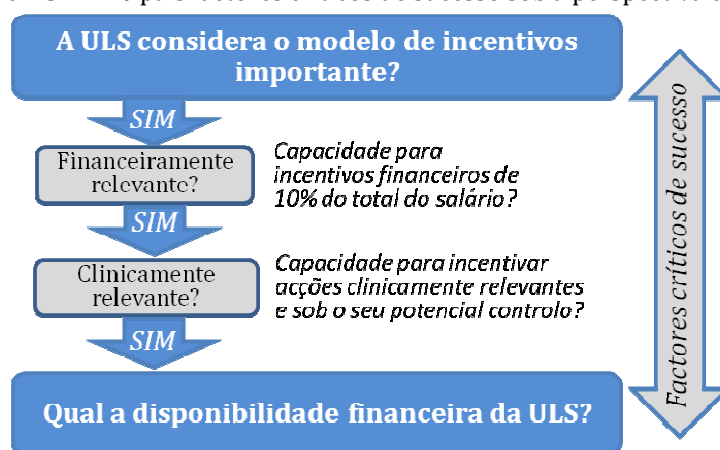 A ULS considera o modelo de incentivos
importante?
SIM
Financeiramente
relevante?
Capacidade para
incentivos financeiros de
10% do total do salário?
SIM
Clinicamente
relevante?
Capacidade para incentivar
acções clinicamente relevantes
e sob o seu potencial controlo?
SIM
Qual a disponibilidade financeira da ULS?
Factores críticos de sucesso